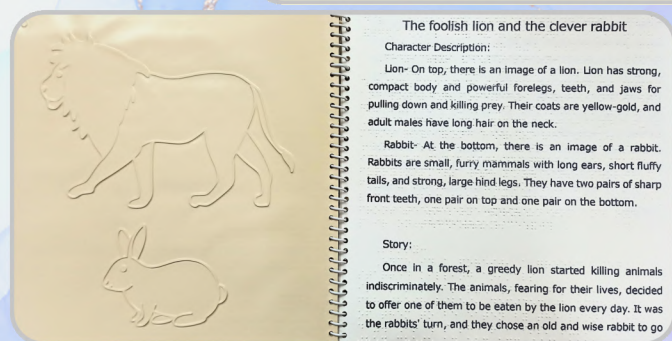 The foolish lion and the clever rabbit
Character Description:
Lion- On top, there is an image of a lion. Lion has strong,
compact body and powerful forelegs, teeth, and jaws for
pulling down and killing prey. Their coats are yellow-gold, and
adult males have long hair on the neck.
Rabbit- At the bottom, there is an image of a rabbit.
Rabbits are small, furry mammals with long ears, short fluffy
tails, and strong, large hind legs. They have two pairs of sharp
front teeth, one pair on top and one pair on the bottom.
Story:
Once in a forest, a greedy lion started killing animals
indiscriminately. The animals, fearing for their lives, decided
to offer one of them to be eaten by the lion every day. It was
the rabbits' turn, and they chose an old and wise rabbit to go